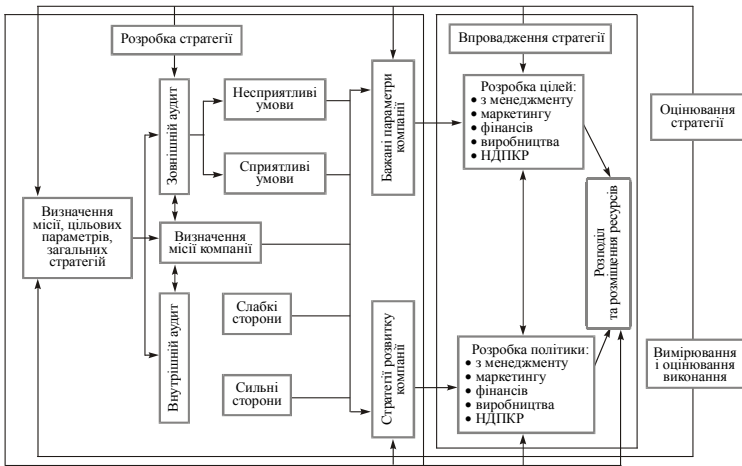 Розробка стратегії
Впровадження стратегії
Несприятливі
умови
Зовнішній аудит
Сприятливі
умови
Бажані параметри
компанії
Розробка цілей:
• з менеджменту
• маркетингу
• фінансів
• виробництва
• НДПКР
Оцінювання
стратегії
Визначення
місії, цільових
параметрів,
загальних
стратегій
Визначення
місії компанії
Розподіл
та розміщення ресурсів
Внутрішній аудит
Слабкі
сторони
Сильні
сторони
Стратегії розвитку
компанії
Розробка політики:
• з менеджменту
• маркетингу
• фінансів
• виробництва
• НДПКР
Вимірювання
і оцінювання
виконання